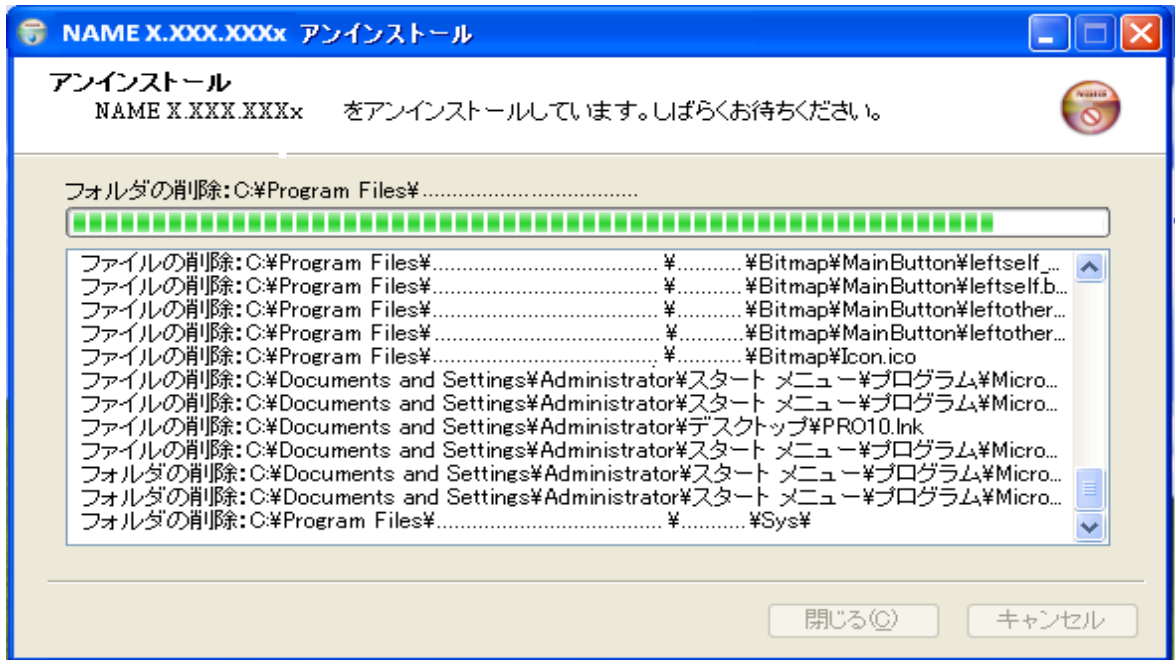 NAME X.XXX.XXXx アンインストール
アンインストール
NAME X.XXX.XXXx をアンインストールしています。しばらくお待ちください。
フォルダの削除:C:¥Program Files¥....................................
ファイルの削除:C:¥Program Files¥...................................... ¥...........¥Bitmap¥MainButton¥leftself_...
ファイルの削除:C:¥Program Files¥...................................... ¥...........¥Bitmap¥MainButton¥leftself.b...
ファイルの削除:C:¥Program Files¥...................................... ¥...........¥Bitmap¥MainButton¥leftother...
ファイルの削除:C:¥Program Files¥...................................... ¥...........¥Bitmap¥MainButton¥leftother...
ファイルの削除:C:¥Program Files¥...................................... ¥...........¥Bitmap¥Icon.ico
ファイルの削除:C:¥Documents and Settings¥Administrator¥スタート メニュー¥プログラム¥Micro...
ファイルの削除:C:¥Documents and Settings¥Administrator¥スタート メニュー¥プログラム¥Micro...
ファイルの削除:C:¥Documents and Settings¥Administrator¥デスクトップ¥PRO10.lnk
ファイルの削除:C:¥Documents and Settings¥Administrator¥スタート メニュー¥プログラム¥Micro...
フォルダの削除:C:¥Documents and Settings¥Administrator¥スタート メニュー¥プログラム¥Micro...
フォルダの削除:C:¥Documents and Settings¥Administrator¥スタート メニュー¥プログラム¥Micro...
フォルダの削除:C:¥Program Files¥...................................... ¥...........¥Sys¥
閉じる(C) キャンセル